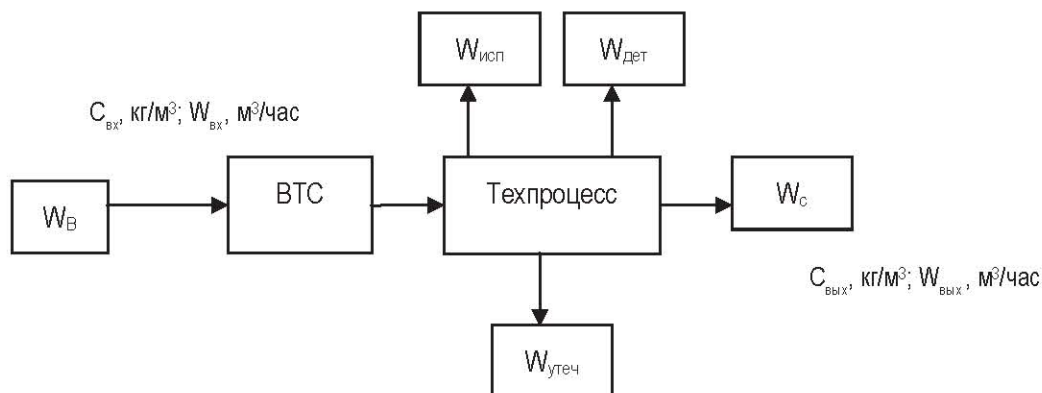 Wисп
Wдет
Cвх, кг/м³; Wвх, м³/час
WВ
ВТС
Техпроцесс
Wс
Cвых, кг/м³; Wвых, м³/час
Wутеч